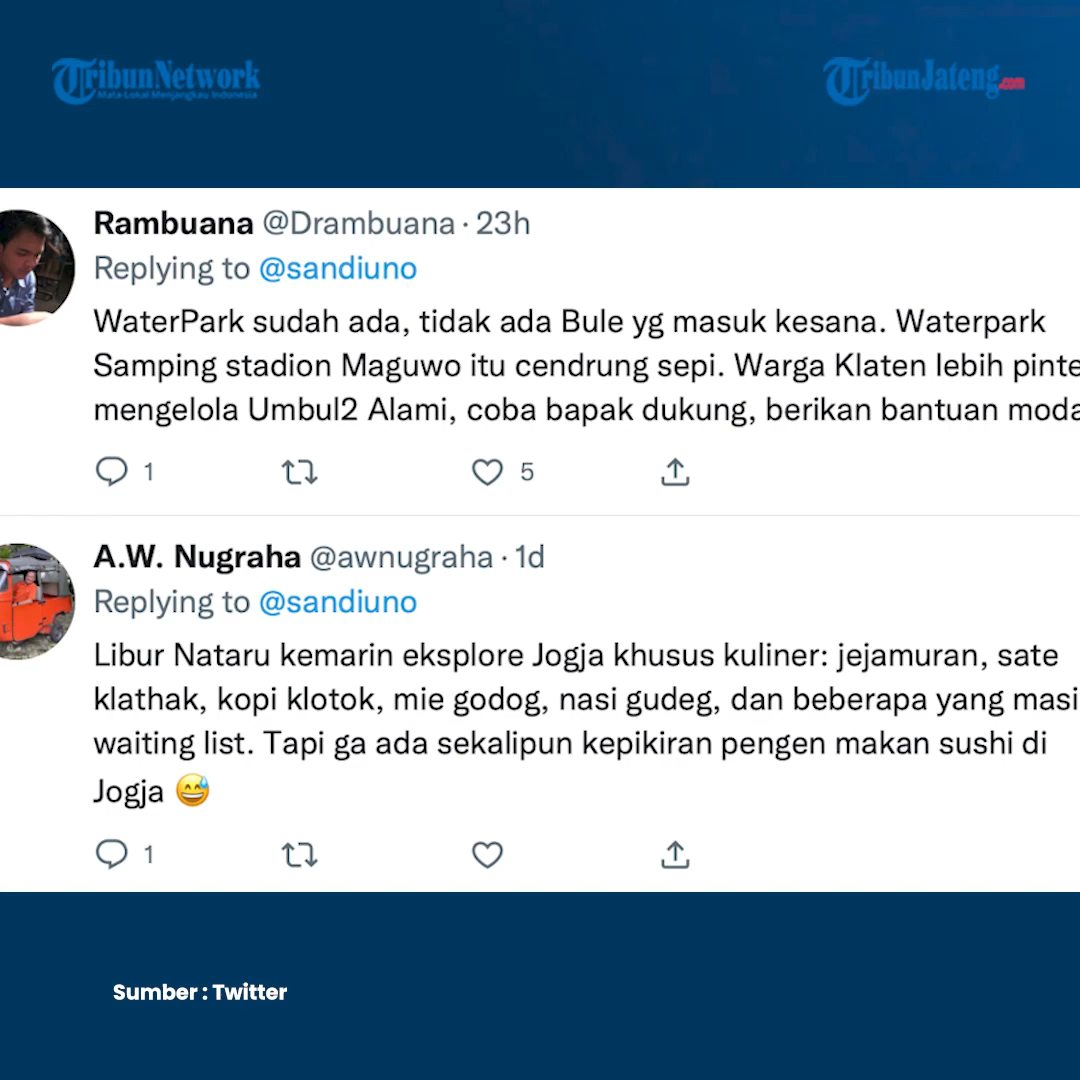 TribunNetwork
Mata Lokal Menjangkau Indonesia
TribunJateng.com
Rambuana @Drambuana · 23h
Replying to @sandiuno
WaterPark sudah ada, tidak ada Bule yg masuk kesana. Waterpark
Samping stadion Maguwo itu cendrung sepi. Warga Klaten lebih pinte
mengelola Umbul2 Alami, coba bapak dukung, berikan bantuan moda
1 5
A.W. Nugraha @awnugraha · 1d
Replying to @sandiuno
Libur Nataru kemarin eksplore Jogja khusus kuliner: jejamuran, sate
klathak, kopi klotok, mie godog, nasi gudeg, dan beberapa yang masi
waiting list. Tapi ga ada sekalipun kepikiran pengen makan sushi di
Jogja 😅
1
Sumber : Twitter